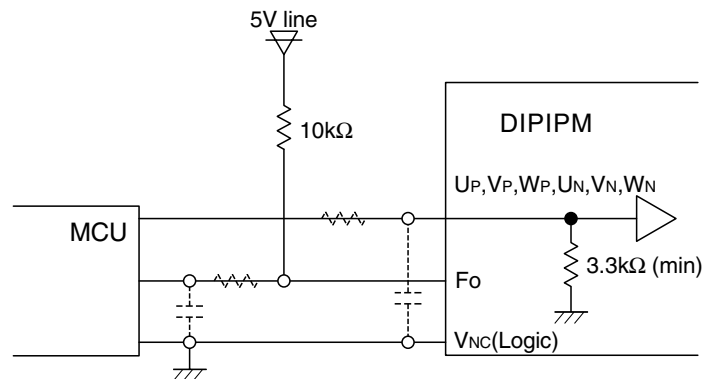 5V line
10kΩ
DIPIPM
UP,VP,WP,UN,VN,WN
MCU
3.3kΩ (min)
Fo
VNC(Logic)